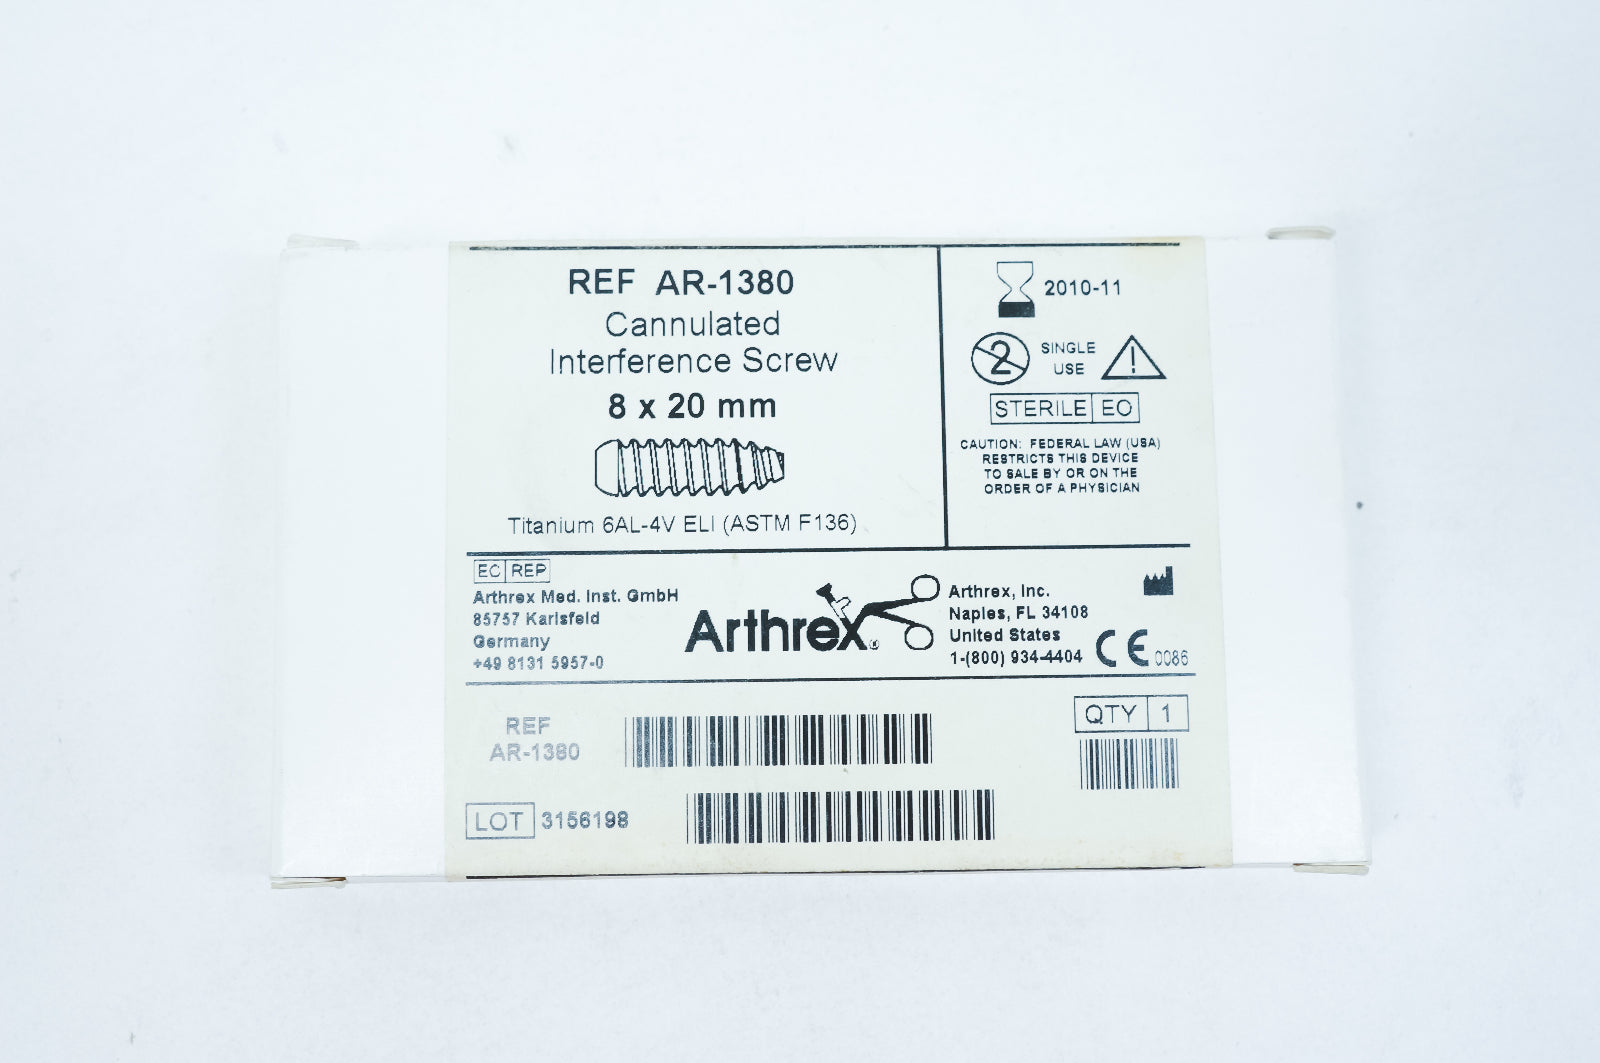 REF AR-1380
Cannulated
Interference Screw
8 x 20 mm
Titanium 6AL-4V ELI (ASTM F136)
2010-11
2
SINGLE
USE
!
STERILE EO
CAUTION: FEDERAL LAW (USA)
RESTRICTS THIS DEVICE
TO SALE BY OR ON THE
ORDER OF A PHYSICIAN
EC REP
Arthrex Med. Inst. GmbH
85757 Karlsfeld
Germany
+49 8131 5957-0
Arthrex®
Arthrex, Inc.
Naples, FL 34108
United States
1-(800) 934-4404
CE 0086
REF
AR-1380
QTY 1
LOT 3156198